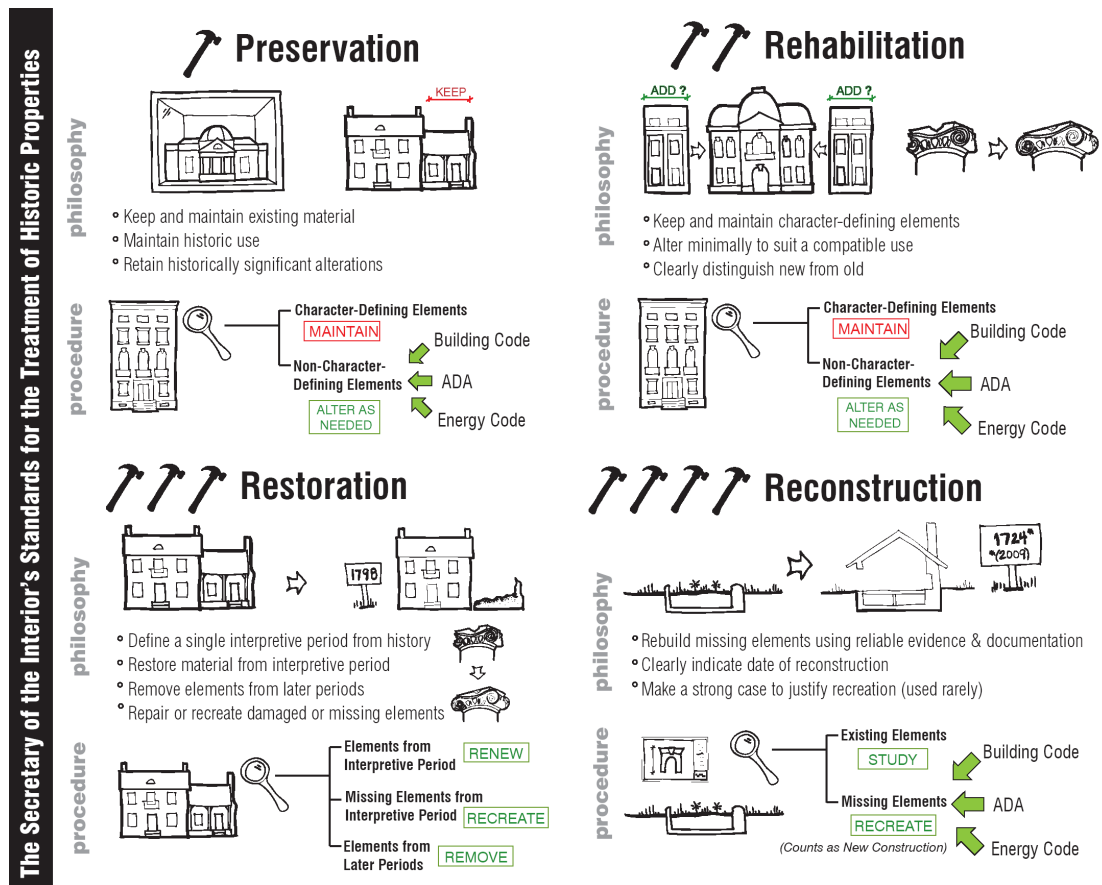 The Secretary of the Interior's Standards for the Treatment of Historic Properties
Preservation
philosophy
KEEP
Keep and maintain existing material
Maintain historic use
Retain historically significant alterations
procedure
Character-Defining Elements
MAINTAIN
Non-Character-
Defining Elements
ALTER AS
NEEDED
Building Code
ADA
Energy Code
Rehabilitation
philosophy
ADD ?
ADD ?
Keep and maintain character-defining elements
Alter minimally to suit a compatible use
Clearly distinguish new from old
procedure
Character-Defining Elements
MAINTAIN
Non-Character-
Defining Elements
ALTER AS
NEEDED
Building Code
ADA
Energy Code
Restoration
philosophy
1798
Define a single interpretive period from history
Restore material from interpretive period
Remove elements from later periods
Repair or recreate damaged or missing elements
procedure
Elements from
Interpretive Period
RENEW
Missing Elements from
Interpretive Period
RECREATE
Elements from
Later Periods
REMOVE
Reconstruction
philosophy
1724*
*(2009)
Rebuild missing elements using reliable evidence & documentation
Clearly indicate date of reconstruction
Make a strong case to justify recreation (used rarely)
procedure
Existing Elements
STUDY
Missing Elements
RECREATE
(Counts as New Construction)
Building Code
ADA
Energy Code